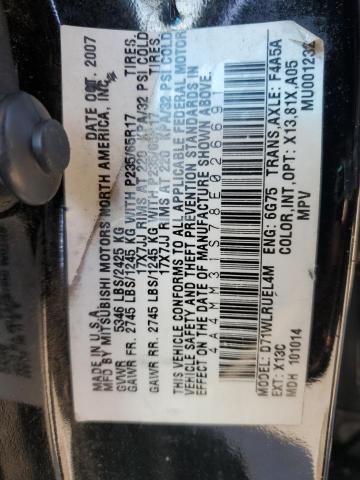 MADE IN U.S.A. DATE OCT. 2007
MFD BY MITSUBISHI MOTORS NORTH AMERICA, INC.
GVWR 5346 LBS/2425 KG TIRES
GAWR FR. 2745 LBS/1245 KG WITH P235/65R17
17X7JJ RIMS AT 220 KPA/32 PSI COLD
GAWR RR. 2745 LBS/1245 KG WITH TIRES
17X7JJ RIMS AT 220 KPA/32 PSI COLD
THIS VEHICLE CONFORMS TO ALL APPLICABLE FEDERAL MOTOR
VEHICLE SAFETY AND THEFT PREVENTION STANDARDS IN
EFFECT ON THE DATE OF MANUFACTURE SHOWN ABOVE.
4A4MM31S78E02669
MODEL: D71WLRHEL4M ENG: 6G75 TRANS,AXLE: F4A5A
EXT: X13C COLOR,INT,OPT: X13,81X,A05
MDH 101014 MPV MU001232